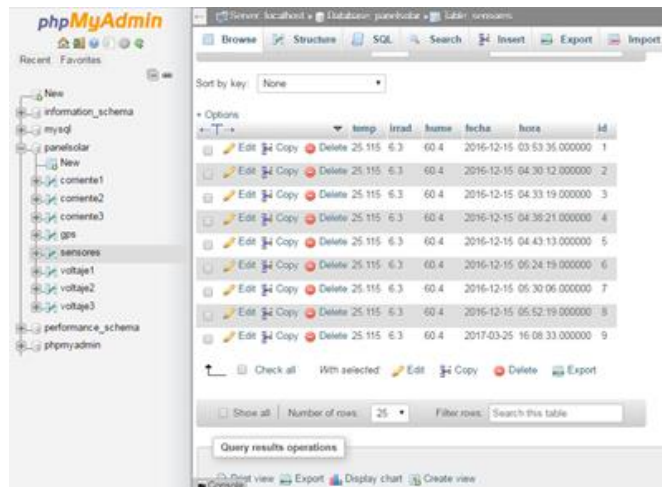 phpMyAdmin
Recent Favorites
New
information_schema
mysql
panelsolar
New
corriente1
corriente2
corriente3
gps
sensores
voltaje1
voltaje2
voltaje3
performance_schema
phpmyadmin
Server: localhost » Database: panelsolar » Table: sensores
Browse Structure SQL Search Insert Export Import
Sort by key: None
+ Options
temp irrad hume fecha hora id
Edit Copy Delete 25.115 6.3 60.4 2016-12-15 03:53:35.000000 1
Edit Copy Delete 25.115 6.3 60.4 2016-12-15 04:30:12.000000 2
Edit Copy Delete 25.115 6.3 60.4 2016-12-15 04:33:19.000000 3
Edit Copy Delete 25.115 6.3 60.4 2016-12-15 04:38:21.000000 4
Edit Copy Delete 25.115 6.3 60.4 2016-12-15 04:43:13.000000 5
Edit Copy Delete 25.115 6.3 60.4 2016-12-15 05:24:19.000000 6
Edit Copy Delete 25.115 6.3 60.4 2016-12-15 05:30:06.000000 7
Edit Copy Delete 25.115 6.3 60.4 2016-12-15 05:52:19.000000 8
Edit Copy Delete 25.115 6.3 60.4 2017-03-25 16:08:33.000000 9
Check all With selected: Edit Copy Delete Export
Show all Number of rows: 25 Filter rows: Search this table
Query results operations
Print view Export Display chart Create view
Console